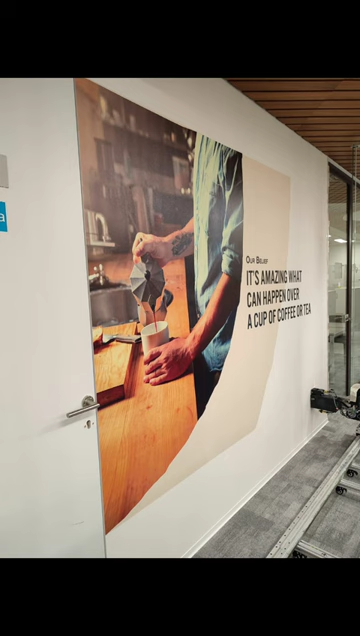 a
Our Belief
IT'S AMAZING WHAT
CAN HAPPEN OVER
A CUP OF COFFEE OR TEA